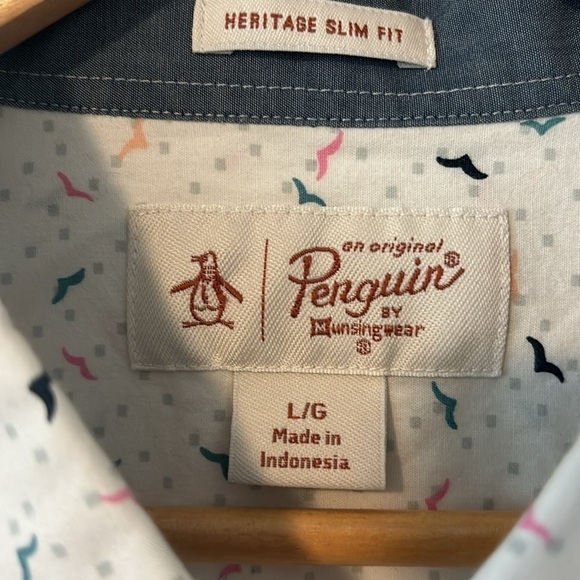 HERITAGE SLIM FIT
an original
Penguin®
BY
Munsingwear
®
L/G
Made in
Indonesia